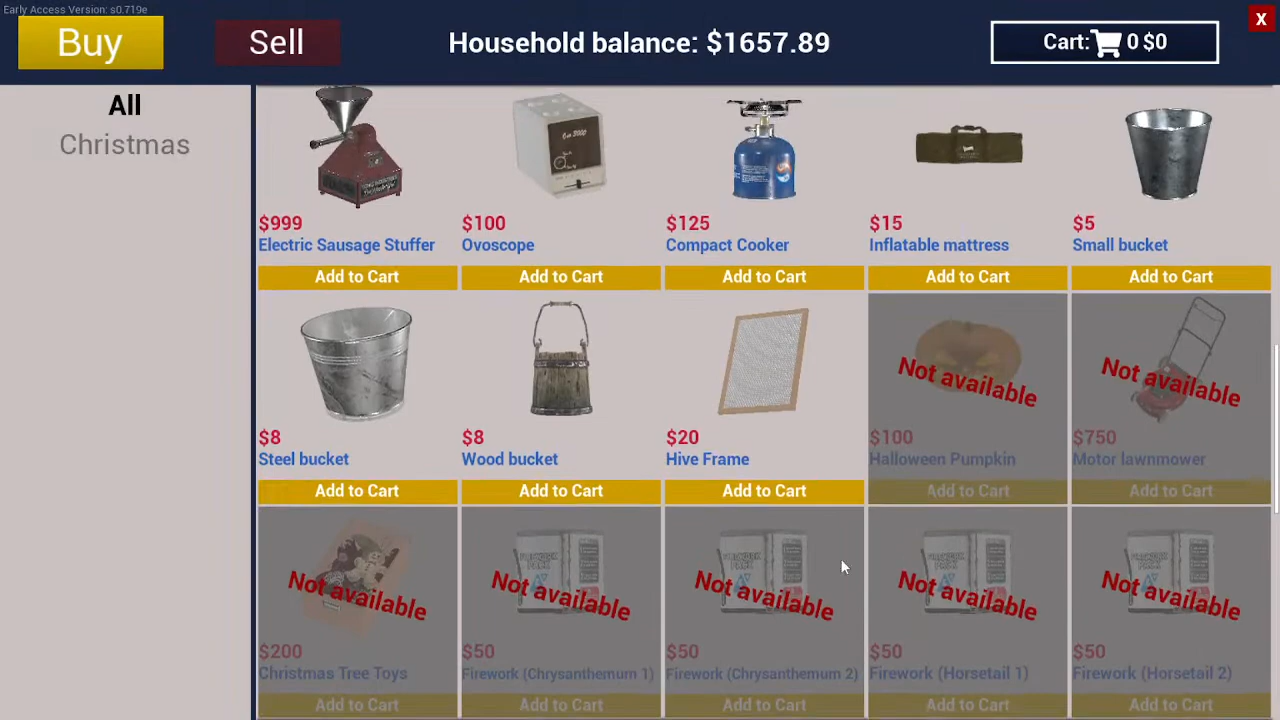 Early Access Version: s0.719e
Buy
Sell
Household balance: $1657.89
Cart: 0 $0
X
All
Christmas
$999
Electric Sausage Stuffer
Add to Cart
$100
Ovoscope
Add to Cart
$125
Compact Cooker
Add to Cart
$15
Inflatable mattress
Add to Cart
$5
Small bucket
Add to Cart
$8
Steel bucket
Add to Cart
$8
Wood bucket
Add to Cart
$20
Hive Frame
Add to Cart
Not available
$100
Halloween Pumpkin
Add to Cart
Not available
$750
Motor lawnmower
Add to Cart
Not available
$200
Christmas Tree Toys
Add to Cart
Not available
$50
Firework (Chrysanthemum 1)
Add to Cart
Not available
$50
Firework (Chrysanthemum 2)
Add to Cart
Not available
$50
Firework (Horsetail 1)
Add to Cart
Not available
$50
Firework (Horsetail 2)
Add to Cart